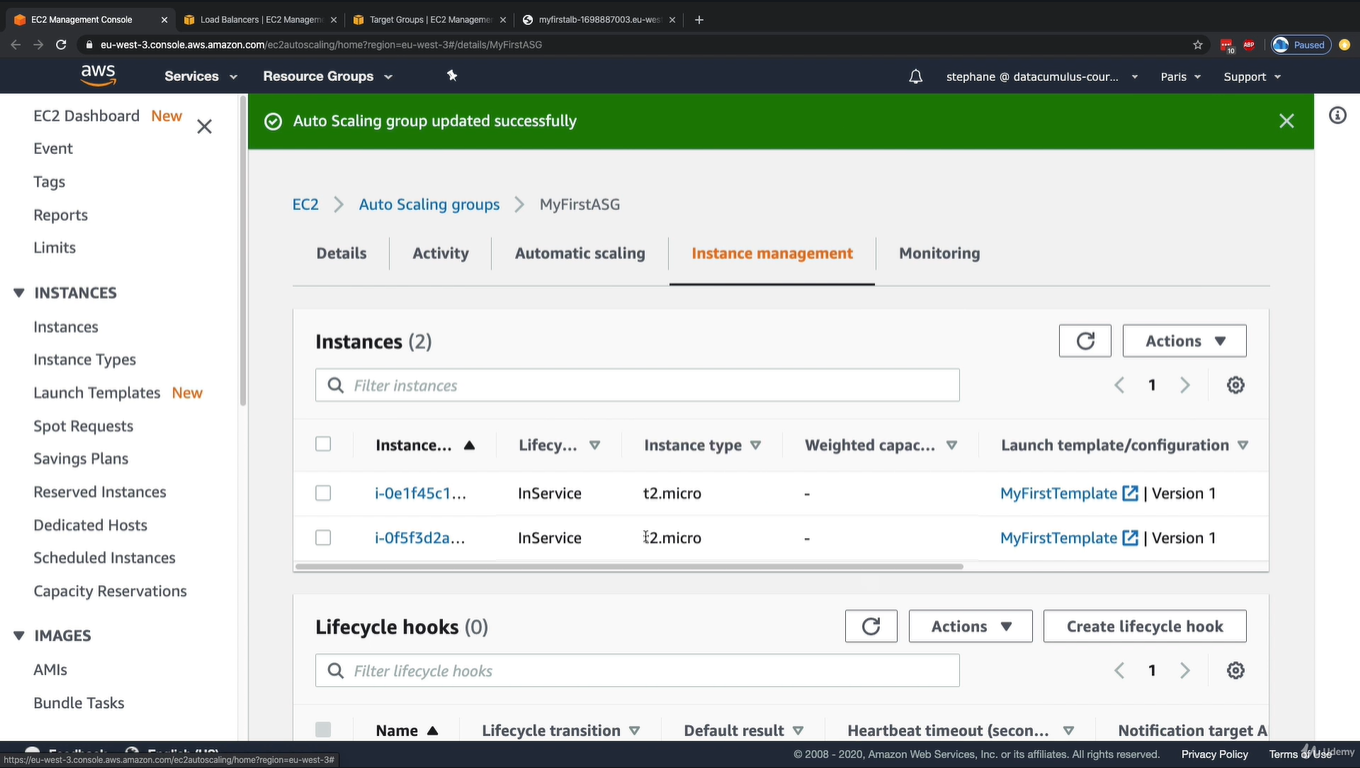 EC2 Management Console
Load Balancers | EC2 Managem
Target Groups | EC2 Manageme
myfirstalb-1698887003.eu-wes
eu-west-3.console.aws.amazon.com/ec2autoscaling/home?region=eu-west-3#/details/MyFirstASG
10
ABP
Paused
aws
Services
Resource Groups
stephane @ datacumulus-cour...
Paris
Support
EC2 Dashboard New
Event
Tags
Reports
Limits
INSTANCES
Instances
Instance Types
Launch Templates New
Spot Requests
Savings Plans
Reserved Instances
Dedicated Hosts
Scheduled Instances
Capacity Reservations
IMAGES
AMIs
Bundle Tasks
Auto Scaling group updated successfully
EC2 > Auto Scaling groups > MyFirstASG
Details
Activity
Automatic scaling
Instance management
Monitoring
Instances (2)
Actions
Filter instances
1
Instance... Lifecy... Instance type Weighted capac... Launch template/configuration
i-0e1f45c1... InService t2.micro - MyFirstTemplate | Version 1
i-0f5f3d2a... InService t2.micro - MyFirstTemplate | Version 1
Lifecycle hooks (0)
Actions
Create lifecycle hook
Filter lifecycle hooks
1
Name Lifecycle transition Default result Heartbeat timeout (secon... Notification target A
Feedback English (US)
© 2008 - 2020, Amazon Web Services, Inc. or its affiliates. All rights reserved. Privacy Policy Terms of Use
https://eu-west-3.console.aws.amazon.com/ec2autoscaling/home?region=eu-west-3#
Udemy